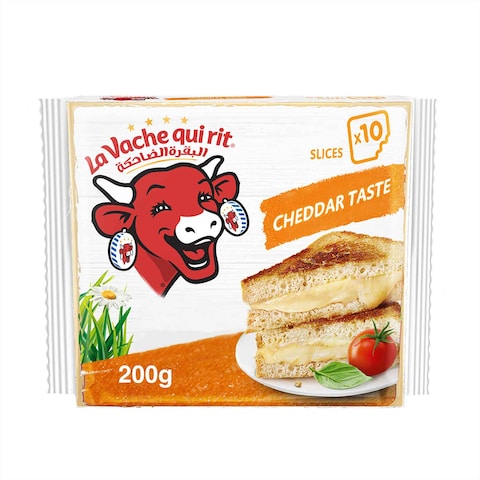 La Vache qui rit®
البقرة الضاحكة
SLICES x10
CHEDDAR TASTE
200g